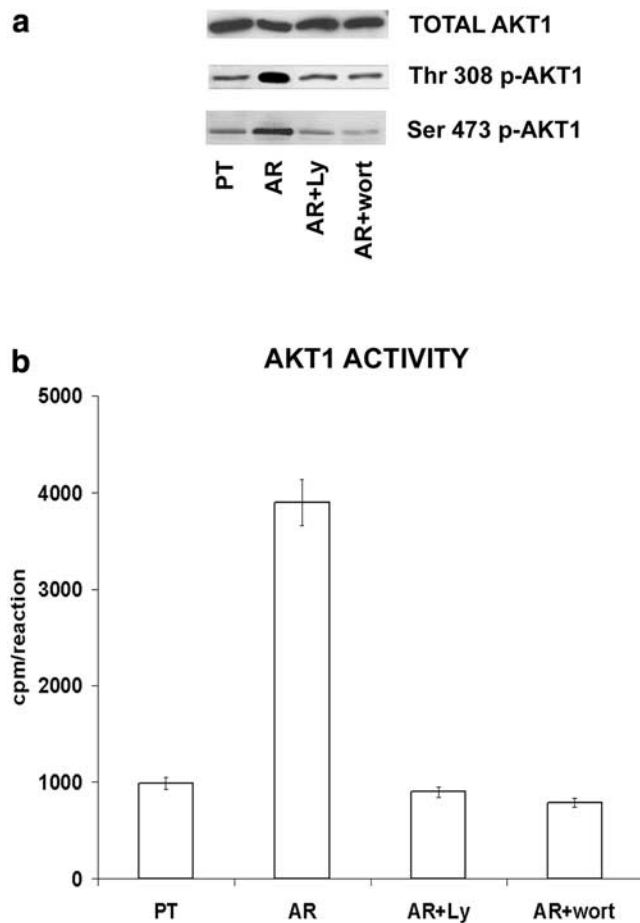 a
TOTAL AKT1
Thr 308 p-AKT1
Ser 473 p-AKT1
PT
AR
AR+Ly
AR+wort
b
AKT1 ACTIVITY
5000
4000
3000
2000
1000
0
cpm/reaction
PT AR AR+Ly AR+wort